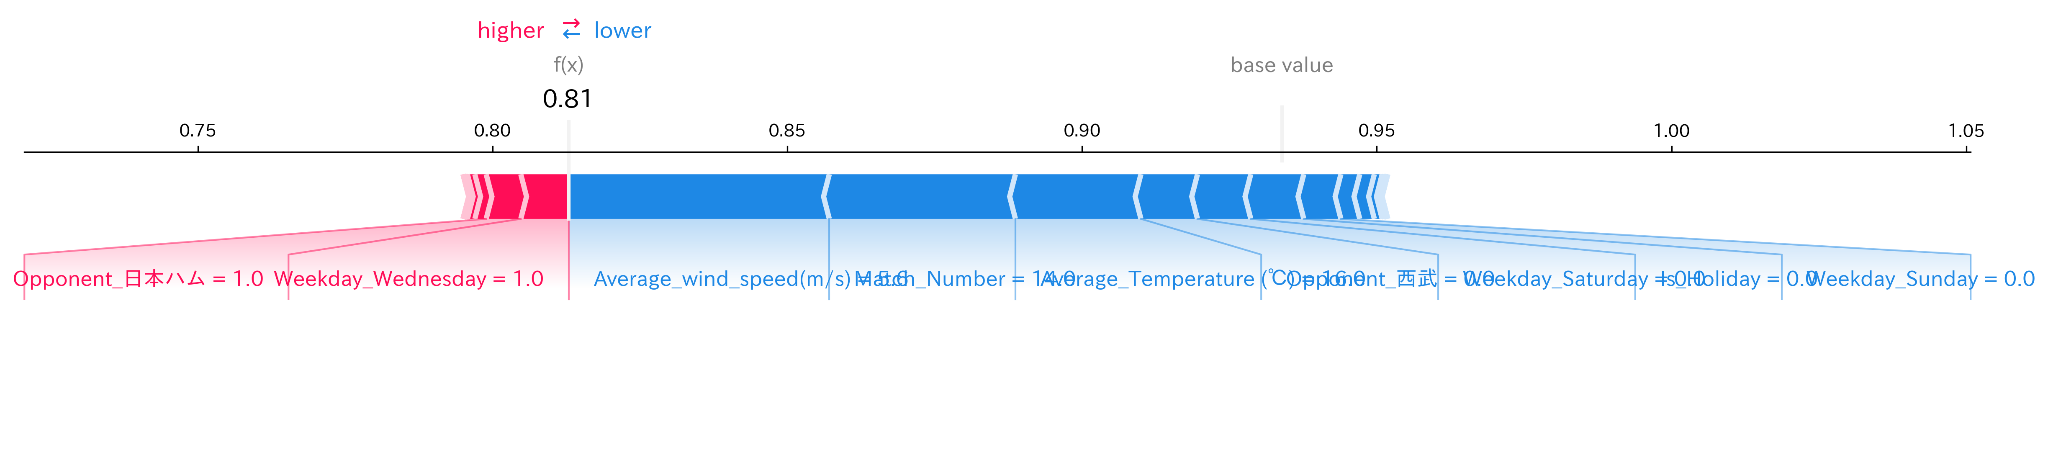 higher ⇄ lower
f(x)
base value
0.81
0.75 0.80 0.85 0.90 0.95 1.00 1.05
Opponent_日本ハム = 1.0 Weekday_Wednesday = 1.0 Average_wind_speed(m/s) = 5.6 Match_Number = 14.0 Average_Temperature (℃) = 16.0 Opponent_西武 = 0.0 Weekday_Saturday = 0.0 Is_Holiday = 0.0 Weekday_Sunday = 0.0